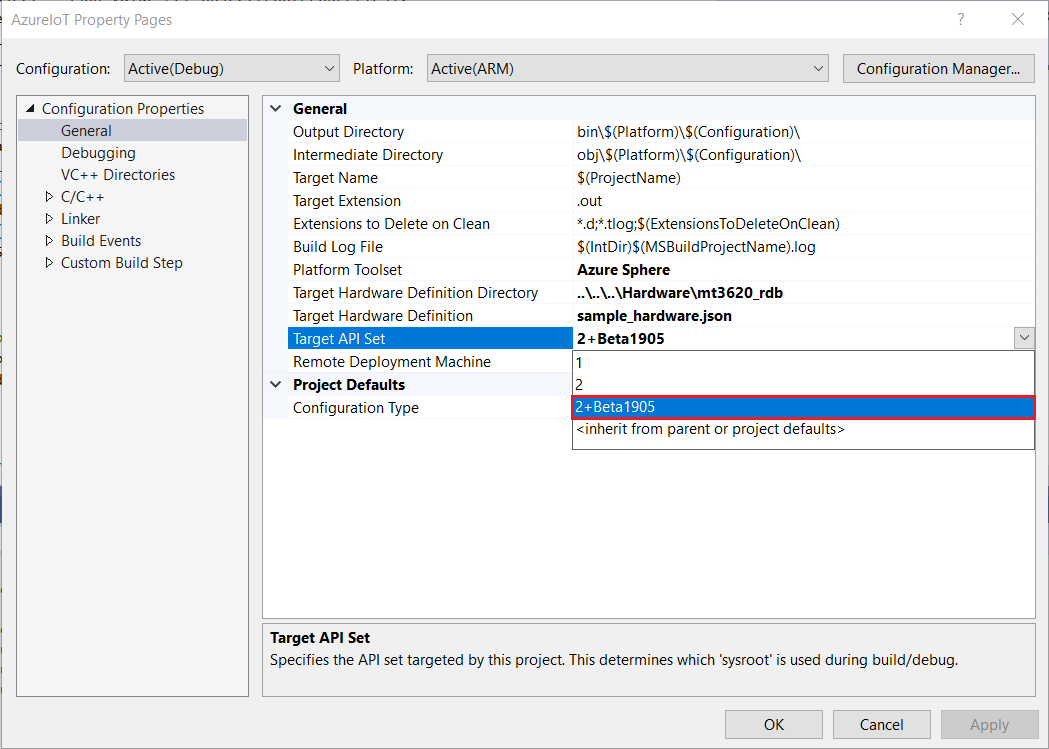 AzureIoT Property Pages
?
Configuration: Active(Debug) Platform: Active(ARM) Configuration Manager...
Configuration Properties
General
Debugging
VC++ Directories
C/C++
Linker
Build Events
Custom Build Step
General
Output Directory bin\$(Platform)\$(Configuration)\
Intermediate Directory obj\$(Platform)\$(Configuration)\
Target Name $(ProjectName)
Target Extension .out
Extensions to Delete on Clean *.d;*.tlog;$(ExtensionsToDeleteOnClean)
Build Log File $(IntDir)$(MSBuildProjectName).log
Platform Toolset Azure Sphere
Target Hardware Definition Directory ..\..\..\Hardware\mt3620_rdb
Target Hardware Definition sample_hardware.json
Target API Set 2+Beta1905
Remote Deployment Machine 1
2
Project Defaults
Configuration Type 2+Beta1905
<inherit from parent or project defaults>
Target API Set
Specifies the API set targeted by this project. This determines which 'sysroot' is used during build/debug.
OK Cancel Apply